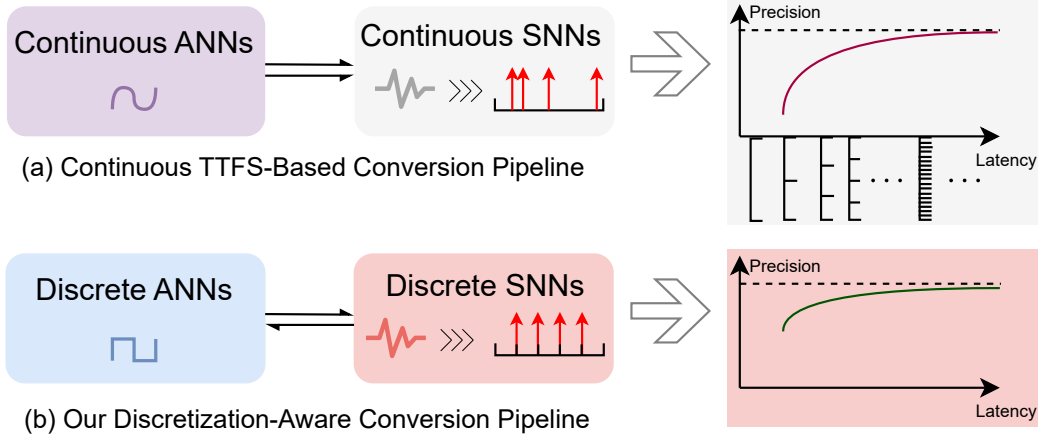 Continuous ANNs
Continuous SNNs
Precision
Latency
(a) Continuous TTFS-Based Conversion Pipeline
Discrete ANNs
Discrete SNNs
Precision
Latency
(b) Our Discretization-Aware Conversion Pipeline